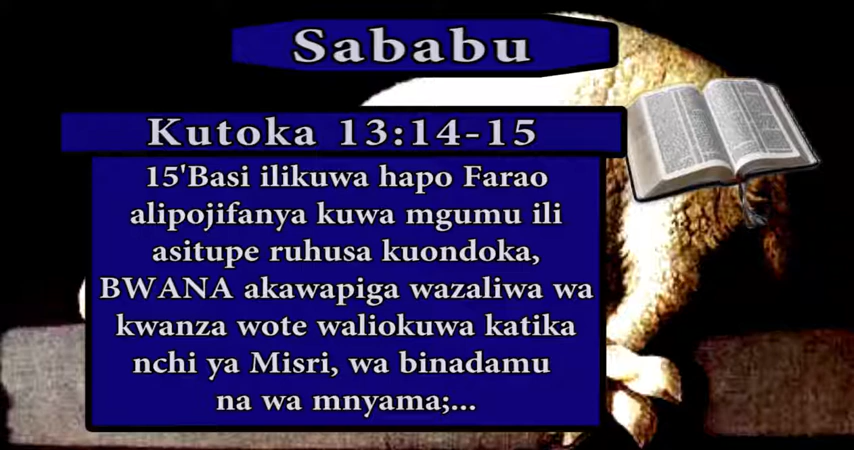 Sababu
Kutoka 13:14-15
15'Basi ilikuwa hapo Farao
alipojifanya kuwa mgumu ili
asitupe ruhusa kuondoka,
BWANA akawapiga wazaliwa wa
kwanza wote waliokuwa katika
nchi ya Misri, wa binadamu
na wa mnyama;...